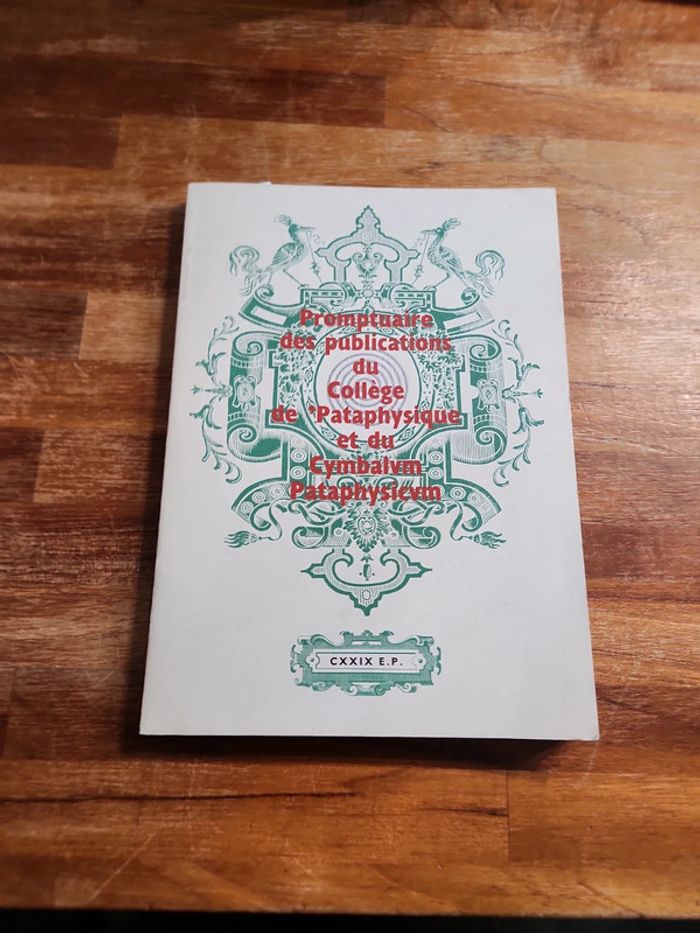 Promptuaire
des publications
du
Collège
de 'Pataphysique
et du
Cymbalvm
Pataphysicvm
CXXIX E.P.